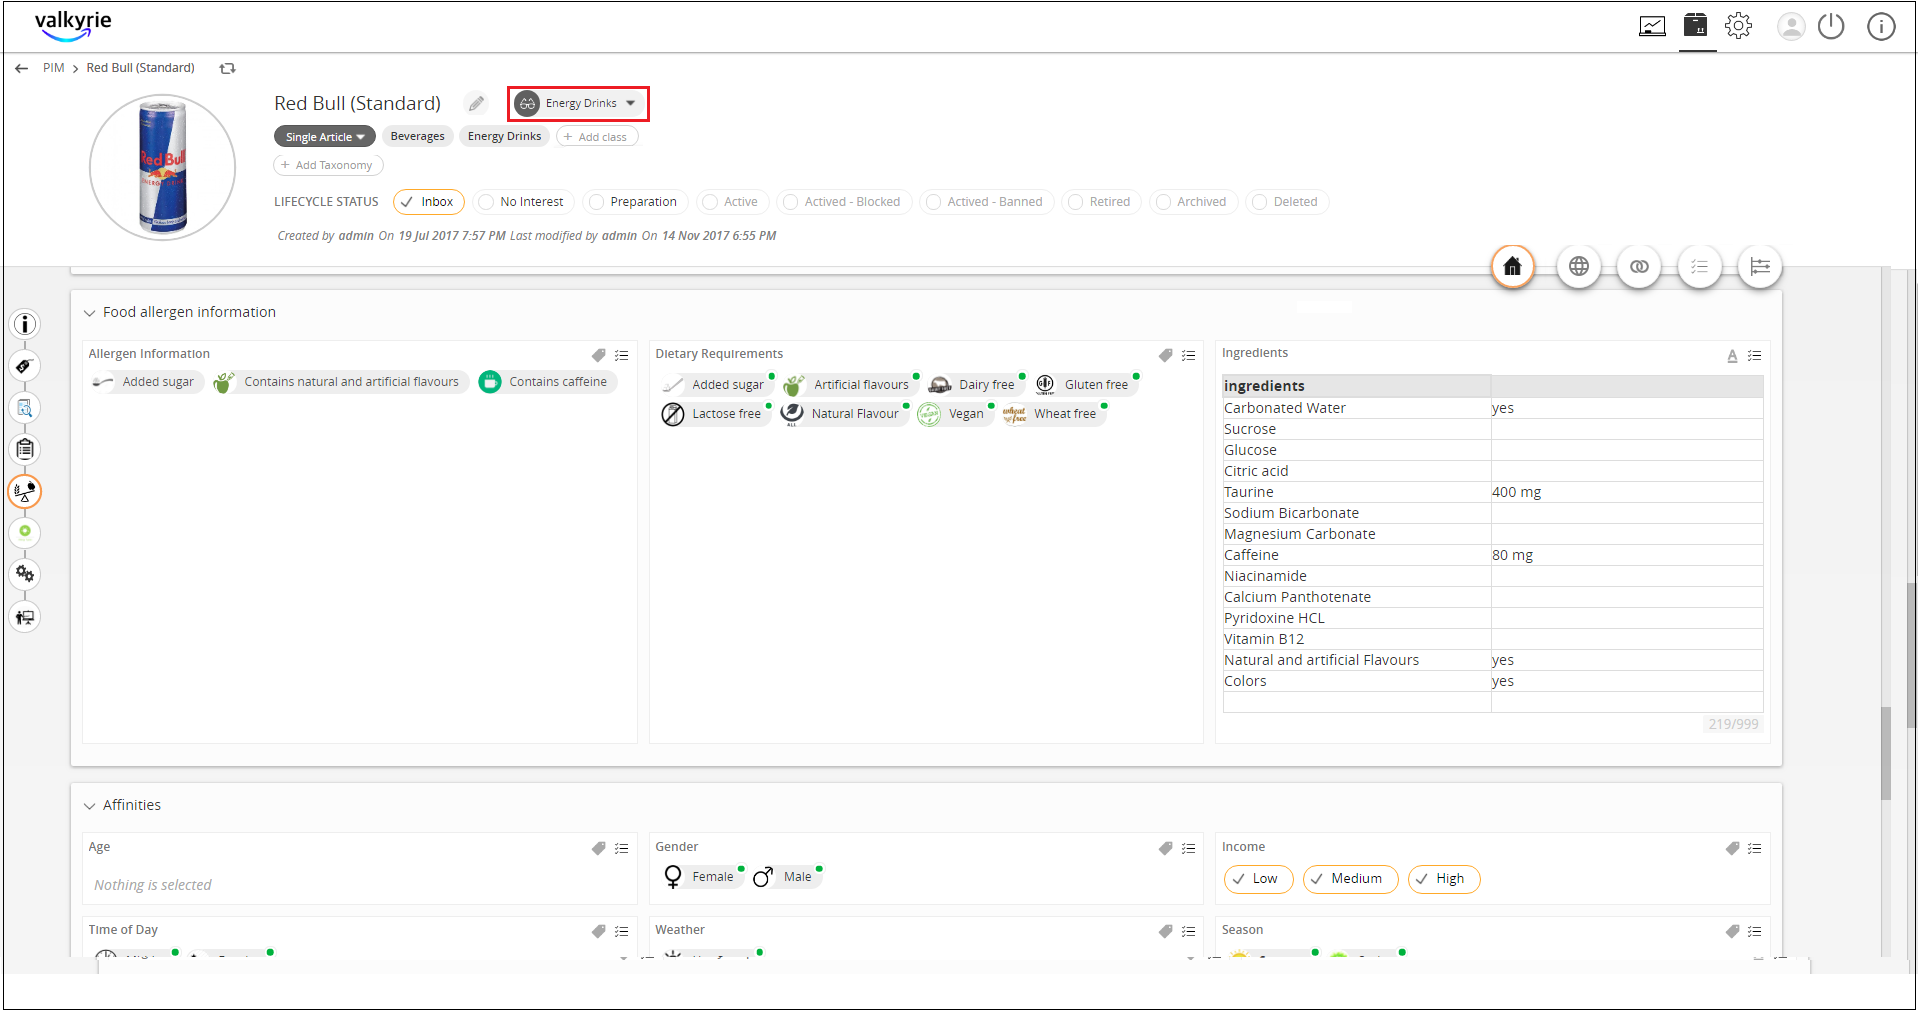 valkyrie
PIM > Red Bull (Standard)
Red Bull (Standard)
Energy Drinks
Single Article
Beverages
Energy Drinks
+ Add class
+ Add Taxonomy
Red Bull
LIFECYCLE STATUS
Inbox
No Interest
Preparation
Active
Actived - Blocked
Actived - Banned
Retired
Archived
Deleted
Created by admin On 19 Jul 2017 7:57 PM Last modified by admin On 14 Nov 2017 6:55 PM
Food allergen information
Allergen Information
Added sugar
Contains natural and artificial flavours
Contains caffeine
Dietary Requirements
Added sugar
Artificial flavours
Dairy free
Gluten free
Lactose free
Natural Flavour
Vegan
Wheat free
Ingredients
A
ingredients
Carbonated Water yes
Sucrose
Glucose
Citric acid
Taurine 400 mg
Sodium Bicarbonate
Magnesium Carbonate
Caffeine 80 mg
Niacinamide
Calcium Panthotenate
Pyridoxine HCL
Vitamin B12
Natural and artificial Flavours yes
Colors yes
219/999
Affinities
Age
Nothing is selected
Gender
Female
Male
Income
Low
Medium
High
Time of Day
Weather
Season